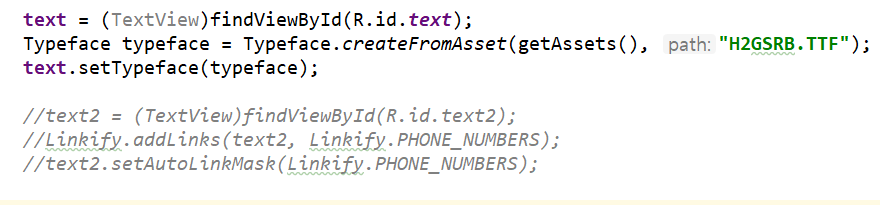 text = (TextView)findViewById(R.id.text);
Typeface typeface = Typeface.createFromAsset(getAssets(), path: "H2GSRB.TTF");
text.setTypeface(typeface);
//text2 = (TextView)findViewById(R.id.text2);
//Linkify.addLinks(text2, Linkify.PHONE_NUMBERS);
//text2.setAutoLinkMask(Linkify.PHONE_NUMBERS);